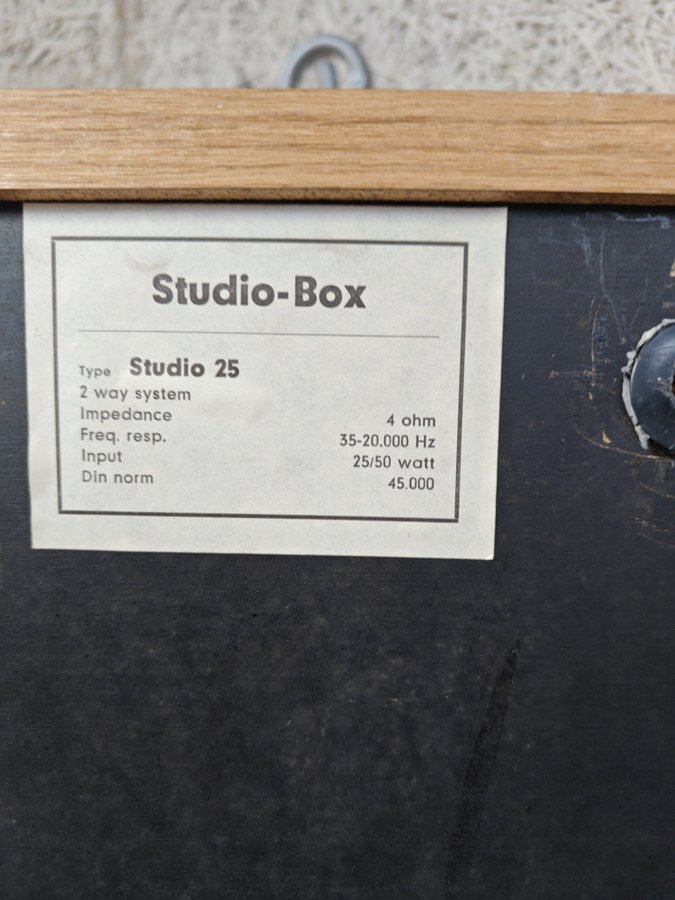 Studio-Box
Type Studio 25
2 way system
Impedance 4 ohm
Freq. resp. 35-20.000 Hz
Input 25/50 watt
Din norm 45.000